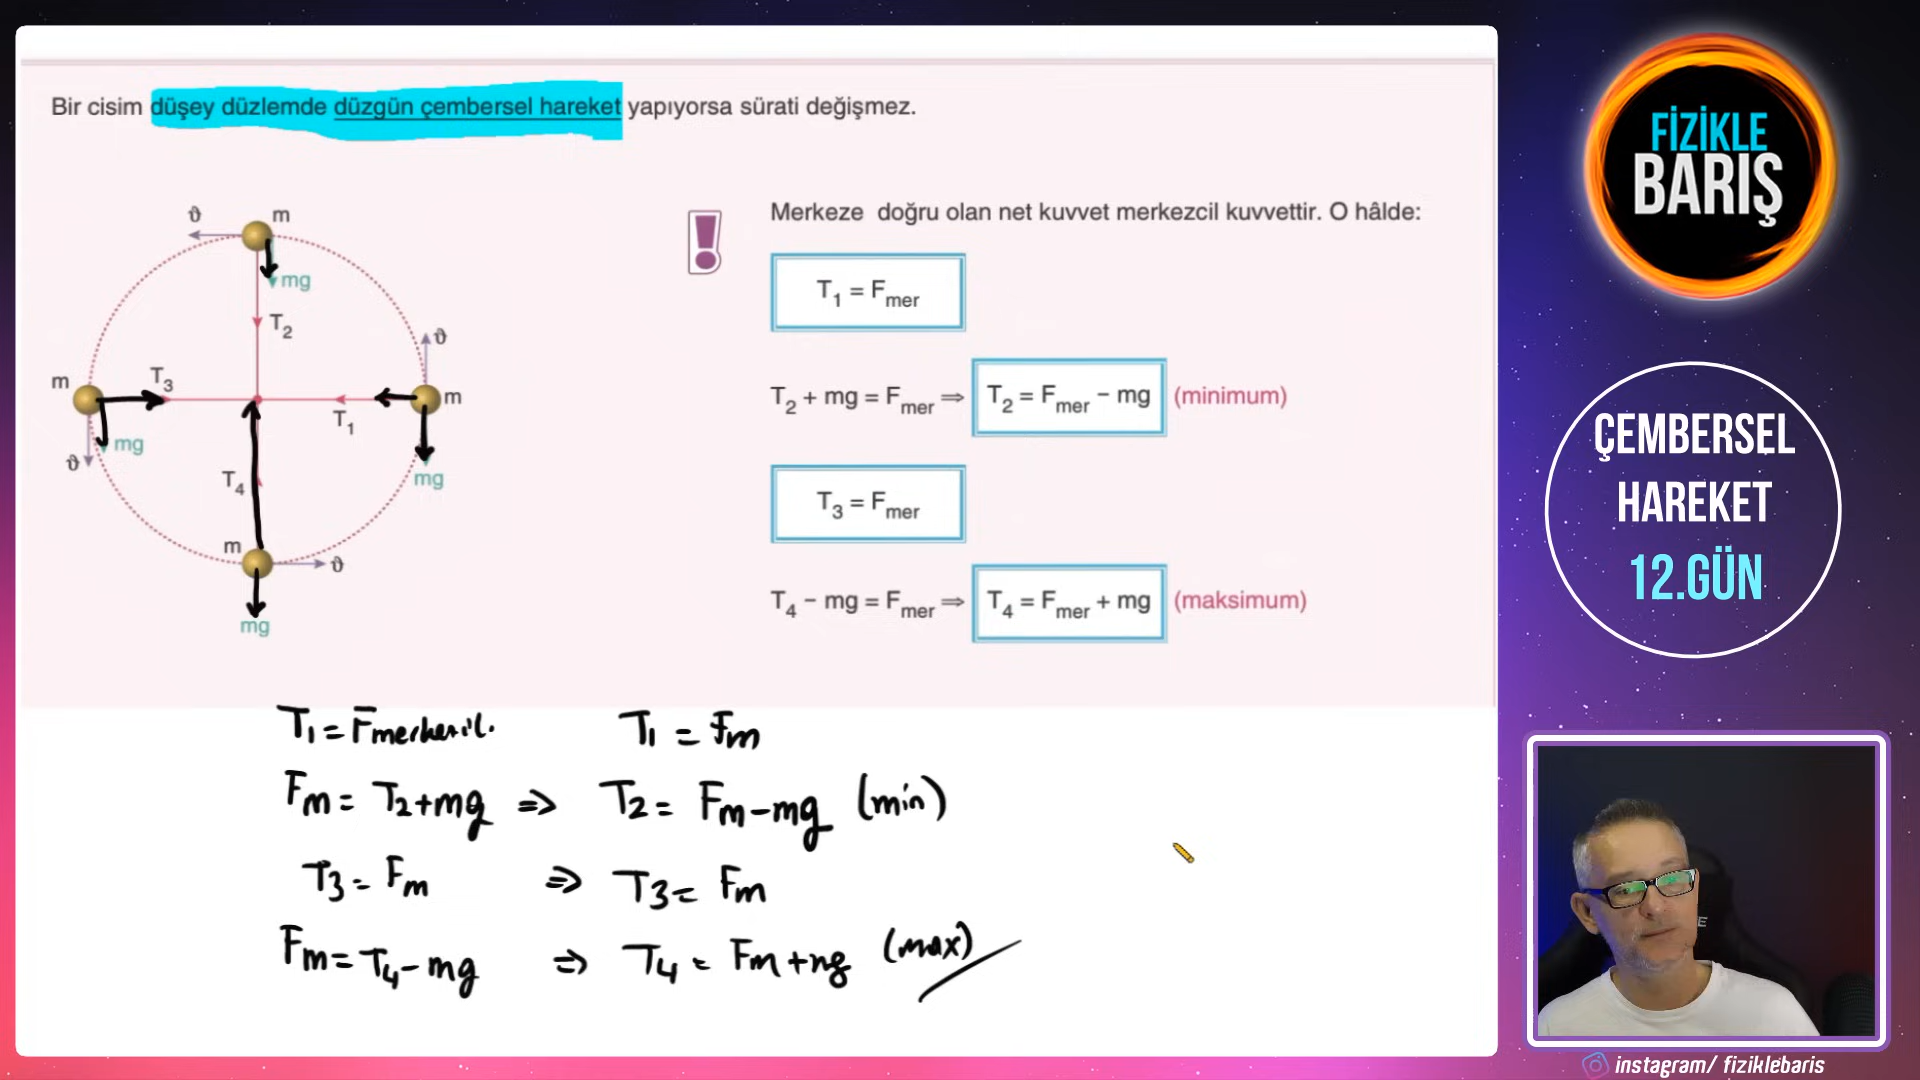 Bir cisim düşey düzlemde düzgün çembersel hareket yapıyorsa sürati değişmez.
ϑ m
mg
T2
ϑ
m T3
m
T1
mg
ϑ
T4
mg
m
ϑ
mg
Merkeze doğru olan net kuvvet merkezcil kuvvettir. O hâlde:
T1 = Fmer
T2 + mg = Fmer ⇒ T2 = Fmer − mg (minimum)
T3 = Fmer
T4 − mg = Fmer ⇒ T4 = Fmer + mg (maksimum)
T1 = Fmerkezil. T1 = Fm
Fm = T2+mg ⇒ T2 = Fm−mg (min)
T3 = Fm ⇒ T3 = Fm
Fm = T4−mg ⇒ T4 = Fm+mg (max)
FİZİKLE
BARIŞ
ÇEMBERSEL
HAREKET
12.GÜN
instagram/ fiziklebaris